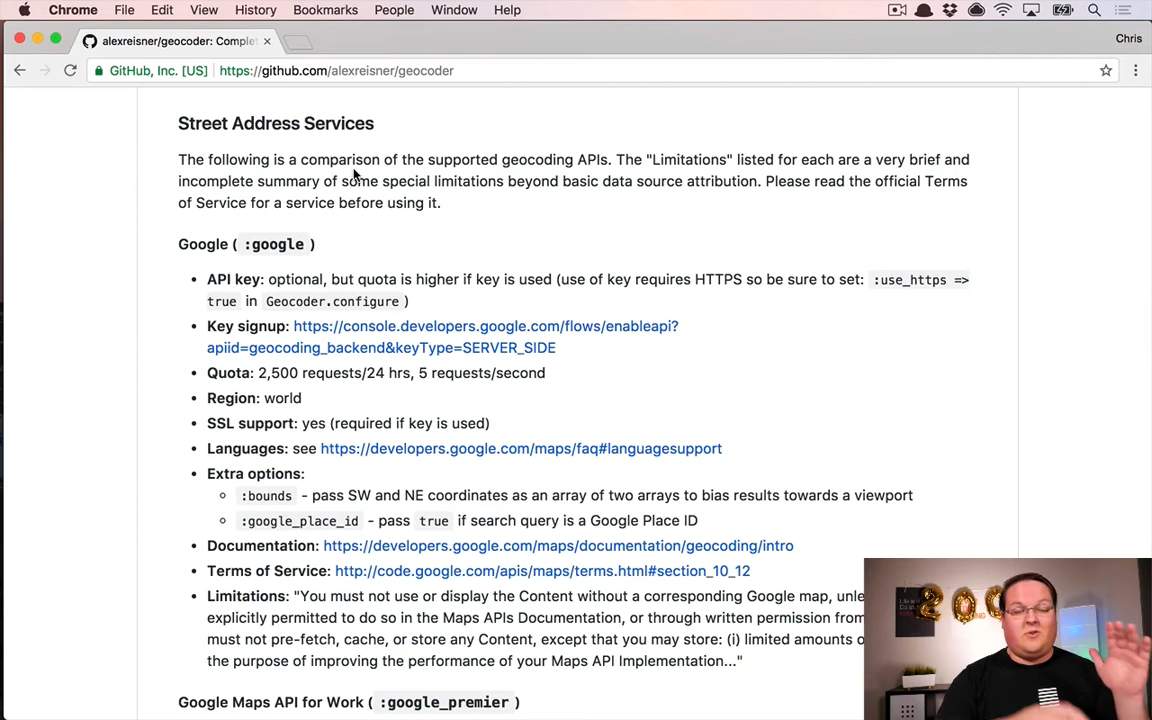 Chrome File Edit View History Bookmarks People Window Help
alexreisner/geocoder: Comple ×
Chris
GitHub, Inc. [US] https://github.com/alexreisner/geocoder
Street Address Services
The following is a comparison of the supported geocoding APIs. The "Limitations" listed for each are a very brief and
incomplete summary of some special limitations beyond basic data source attribution. Please read the official Terms
of Service for a service before using it.
Google ( :google )
• API key: optional, but quota is higher if key is used (use of key requires HTTPS so be sure to set: :use_https =>
true in Geocoder.configure )
• Key signup: https://console.developers.google.com/flows/enableapi?
apiid=geocoding_backend&keyType=SERVER_SIDE
• Quota: 2,500 requests/24 hrs, 5 requests/second
• Region: world
• SSL support: yes (required if key is used)
• Languages: see https://developers.google.com/maps/faq#languagesupport
• Extra options:
◦ :bounds - pass SW and NE coordinates as an array of two arrays to bias results towards a viewport
◦ :google_place_id - pass true if search query is a Google Place ID
• Documentation: https://developers.google.com/maps/documentation/geocoding/intro
• Terms of Service: http://code.google.com/apis/maps/terms.html#section_10_12
• Limitations: "You must not use or display the Content without a corresponding Google map, unle
explicitly permitted to do so in the Maps APIs Documentation, or through written permission from
must not pre-fetch, cache, or store any Content, except that you may store: (i) limited amounts o
the purpose of improving the performance of your Maps API Implementation..."
Google Maps API for Work ( :google_premier )
200